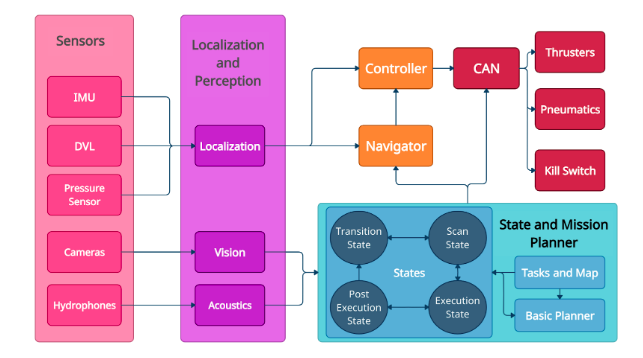 Sensors
IMU
DVL
Pressure
Sensor
Cameras
Hydrophones
Localization
and
Perception
Localization
Vision
Acoustics
Controller
Navigator
CAN
Thrusters
Pneumatics
Kill Switch
State and Mission
Planner
Transition
State
Scan
State
States
Post
Execution
State
Execution
State
Tasks and Map
Basic Planner